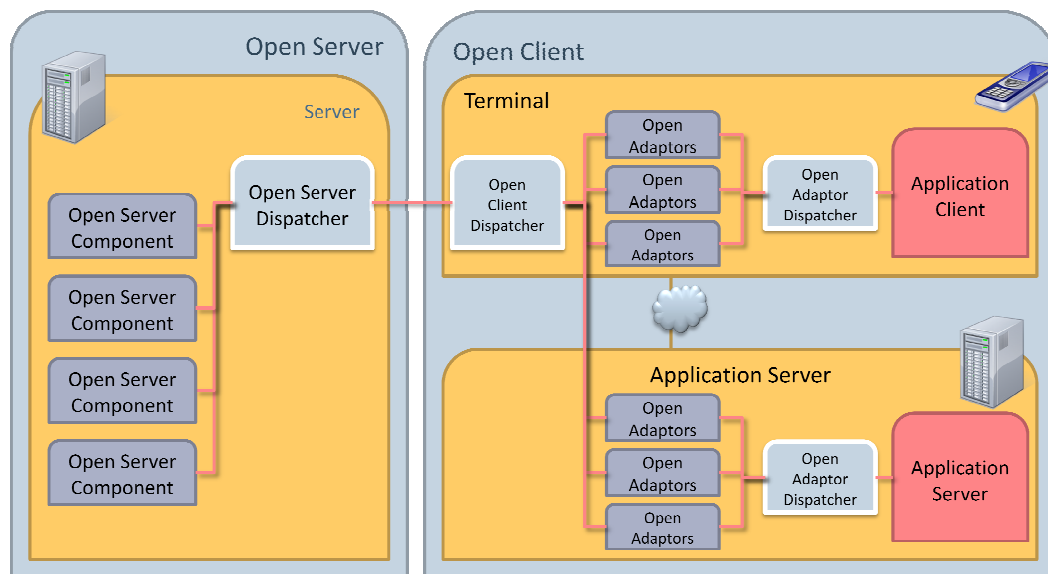 Open Server
Server
Open Server
Dispatcher
Open Server
Component
Open Server
Component
Open Server
Component
Open Server
Component
Open Client
Terminal
Open
Client
Dispatcher
Open
Adaptors
Open
Adaptors
Open
Adaptors
Open
Adaptor
Dispatcher
Application
Client
Application Server
Open
Adaptors
Open
Adaptors
Open
Adaptors
Open
Adaptor
Dispatcher
Application
Server